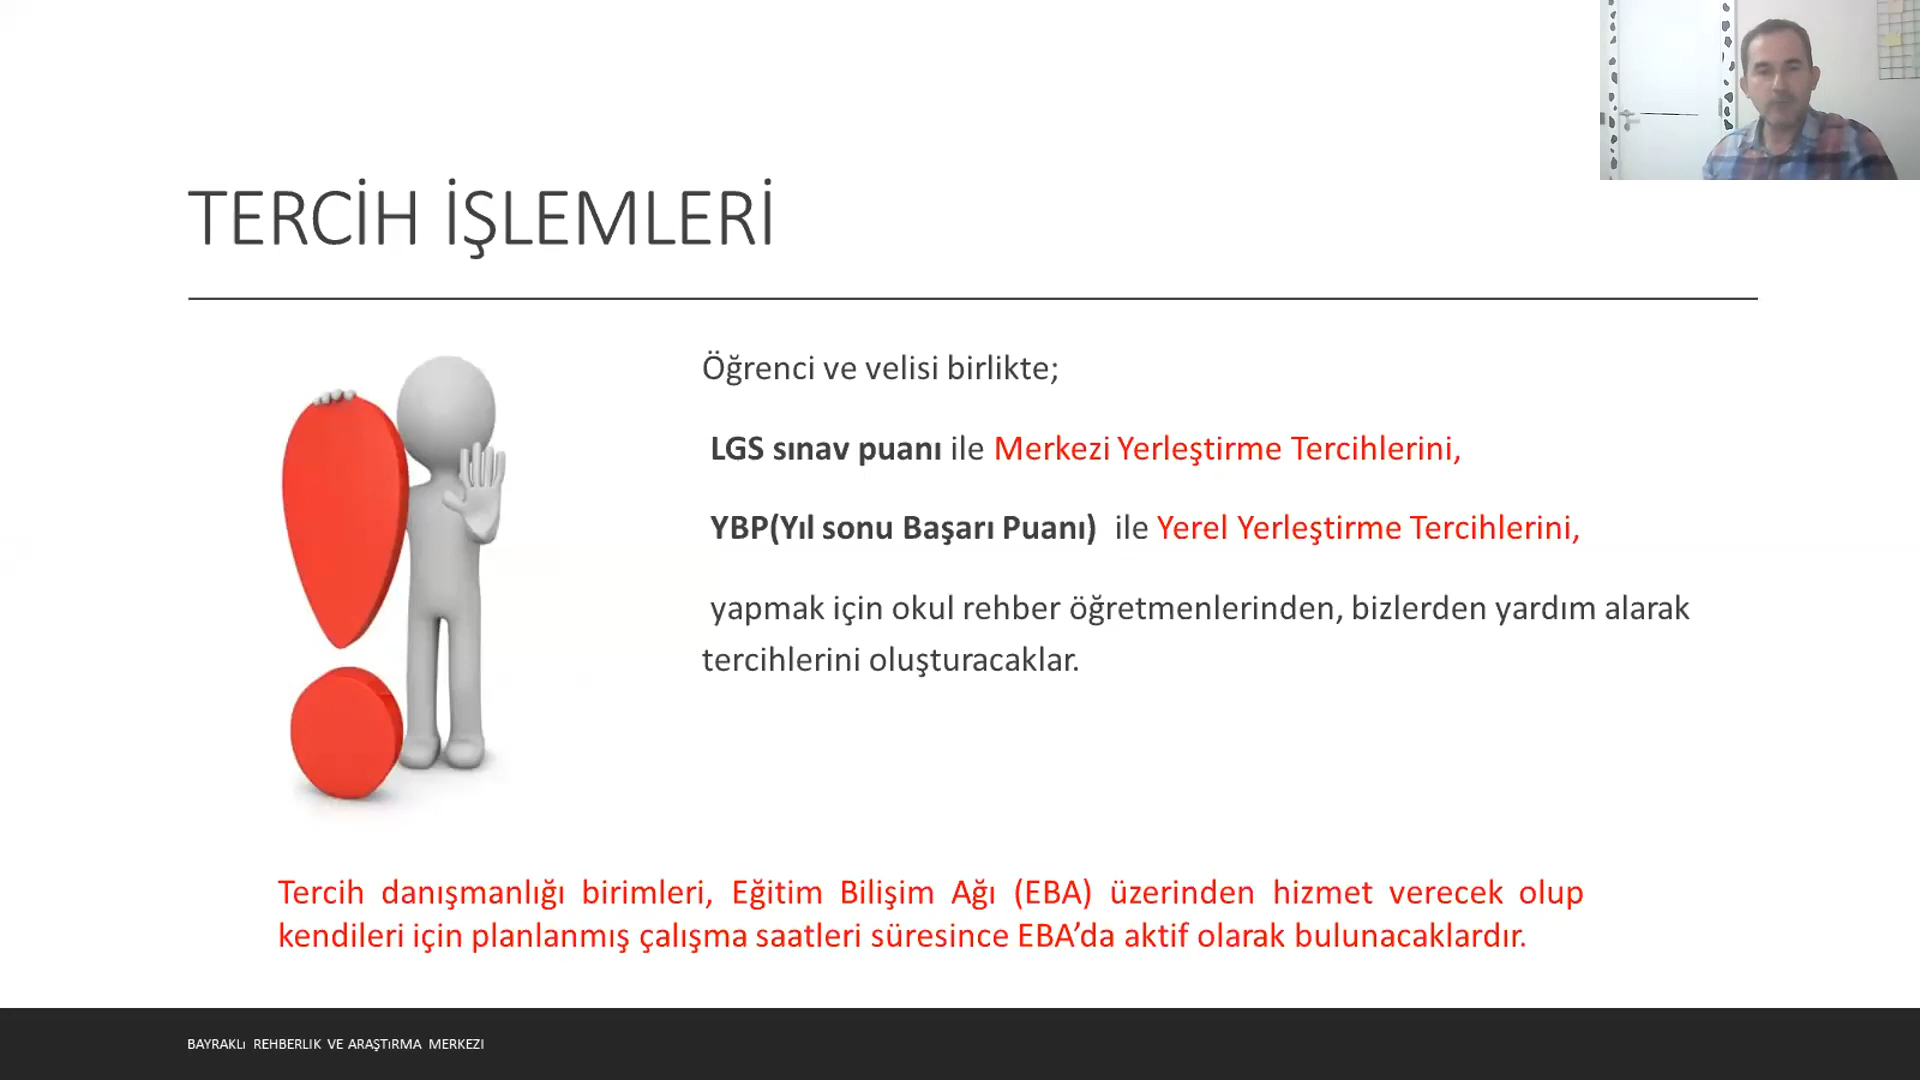 TERCİH İŞLEMLERİ
Öğrenci ve velisi birlikte;
LGS sınav puanı ile Merkezi Yerleştirme Tercihlerini,
YBP(Yıl sonu Başarı Puanı) ile Yerel Yerleştirme Tercihlerini,
yapmak için okul rehber öğretmenlerinden, bizlerden yardım alarak
tercihlerini oluşturacaklar.
Tercih danışmanlığı birimleri, Eğitim Bilişim Ağı (EBA) üzerinden hizmet verecek olup
kendileri için planlanmış çalışma saatleri süresince EBA’da aktif olarak bulunacaklardır.
BAYRAKLı REHBERLIK VE ARAŞTıRMA MERKEZI